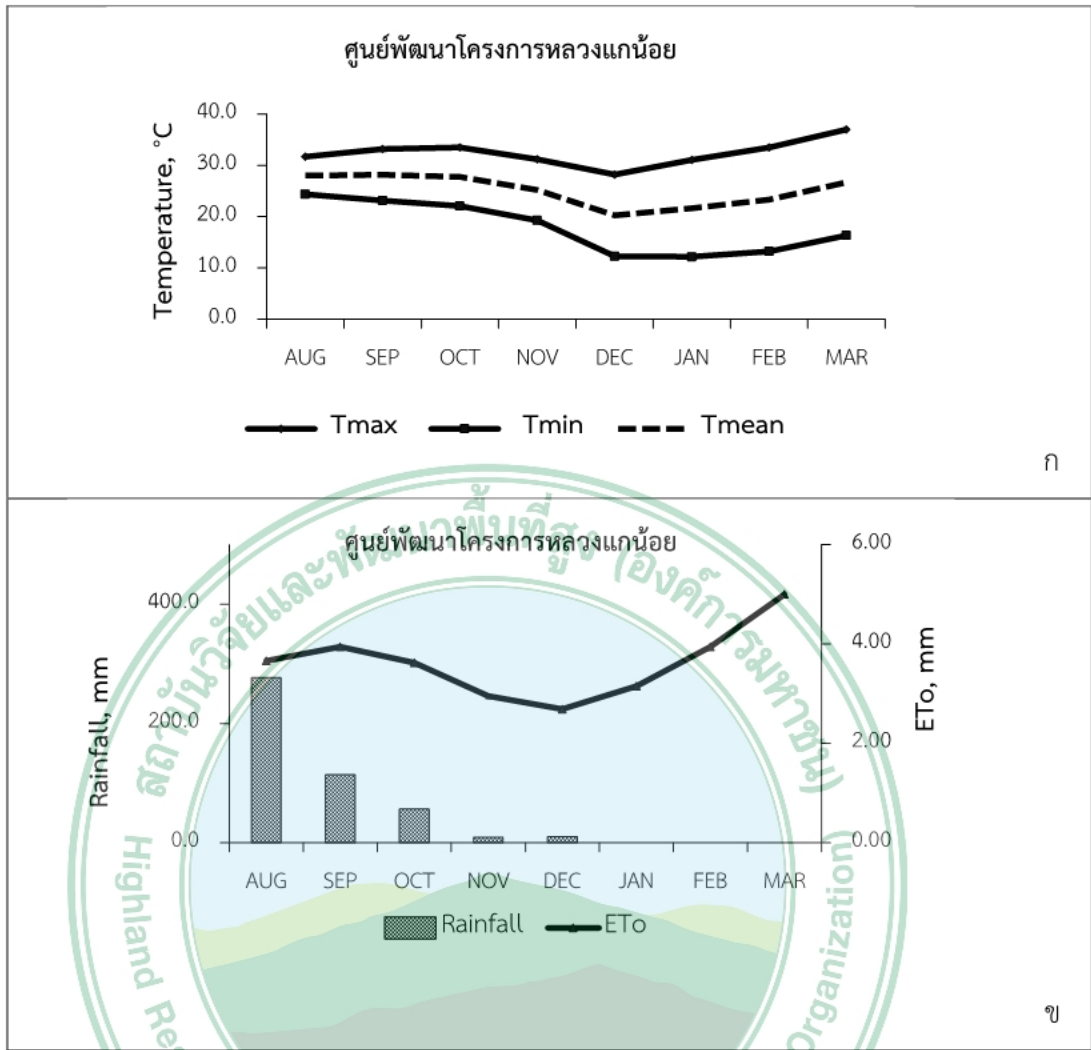 ศูนย์พัฒนาโครงการหลวงแกน้อย
Temperature, °C
40.0
30.0
20.0
10.0
0.0
AUG SEP OCT NOV DEC JAN FEB MAR
Tmax Tmin Tmean
ก
สถาบันวิจัยและพัฒนาพื้นที่สูง (องค์การมหาชน)
ศูนย์พัฒนาโครงการหลวงแกน้อย
Rainfall, mm
400.0
200.0
0.0
ETo, mm
6.00
4.00
2.00
0.00
AUG SEP OCT NOV DEC JAN FEB MAR
Rainfall ETo
Highland Res
Organization)
ข